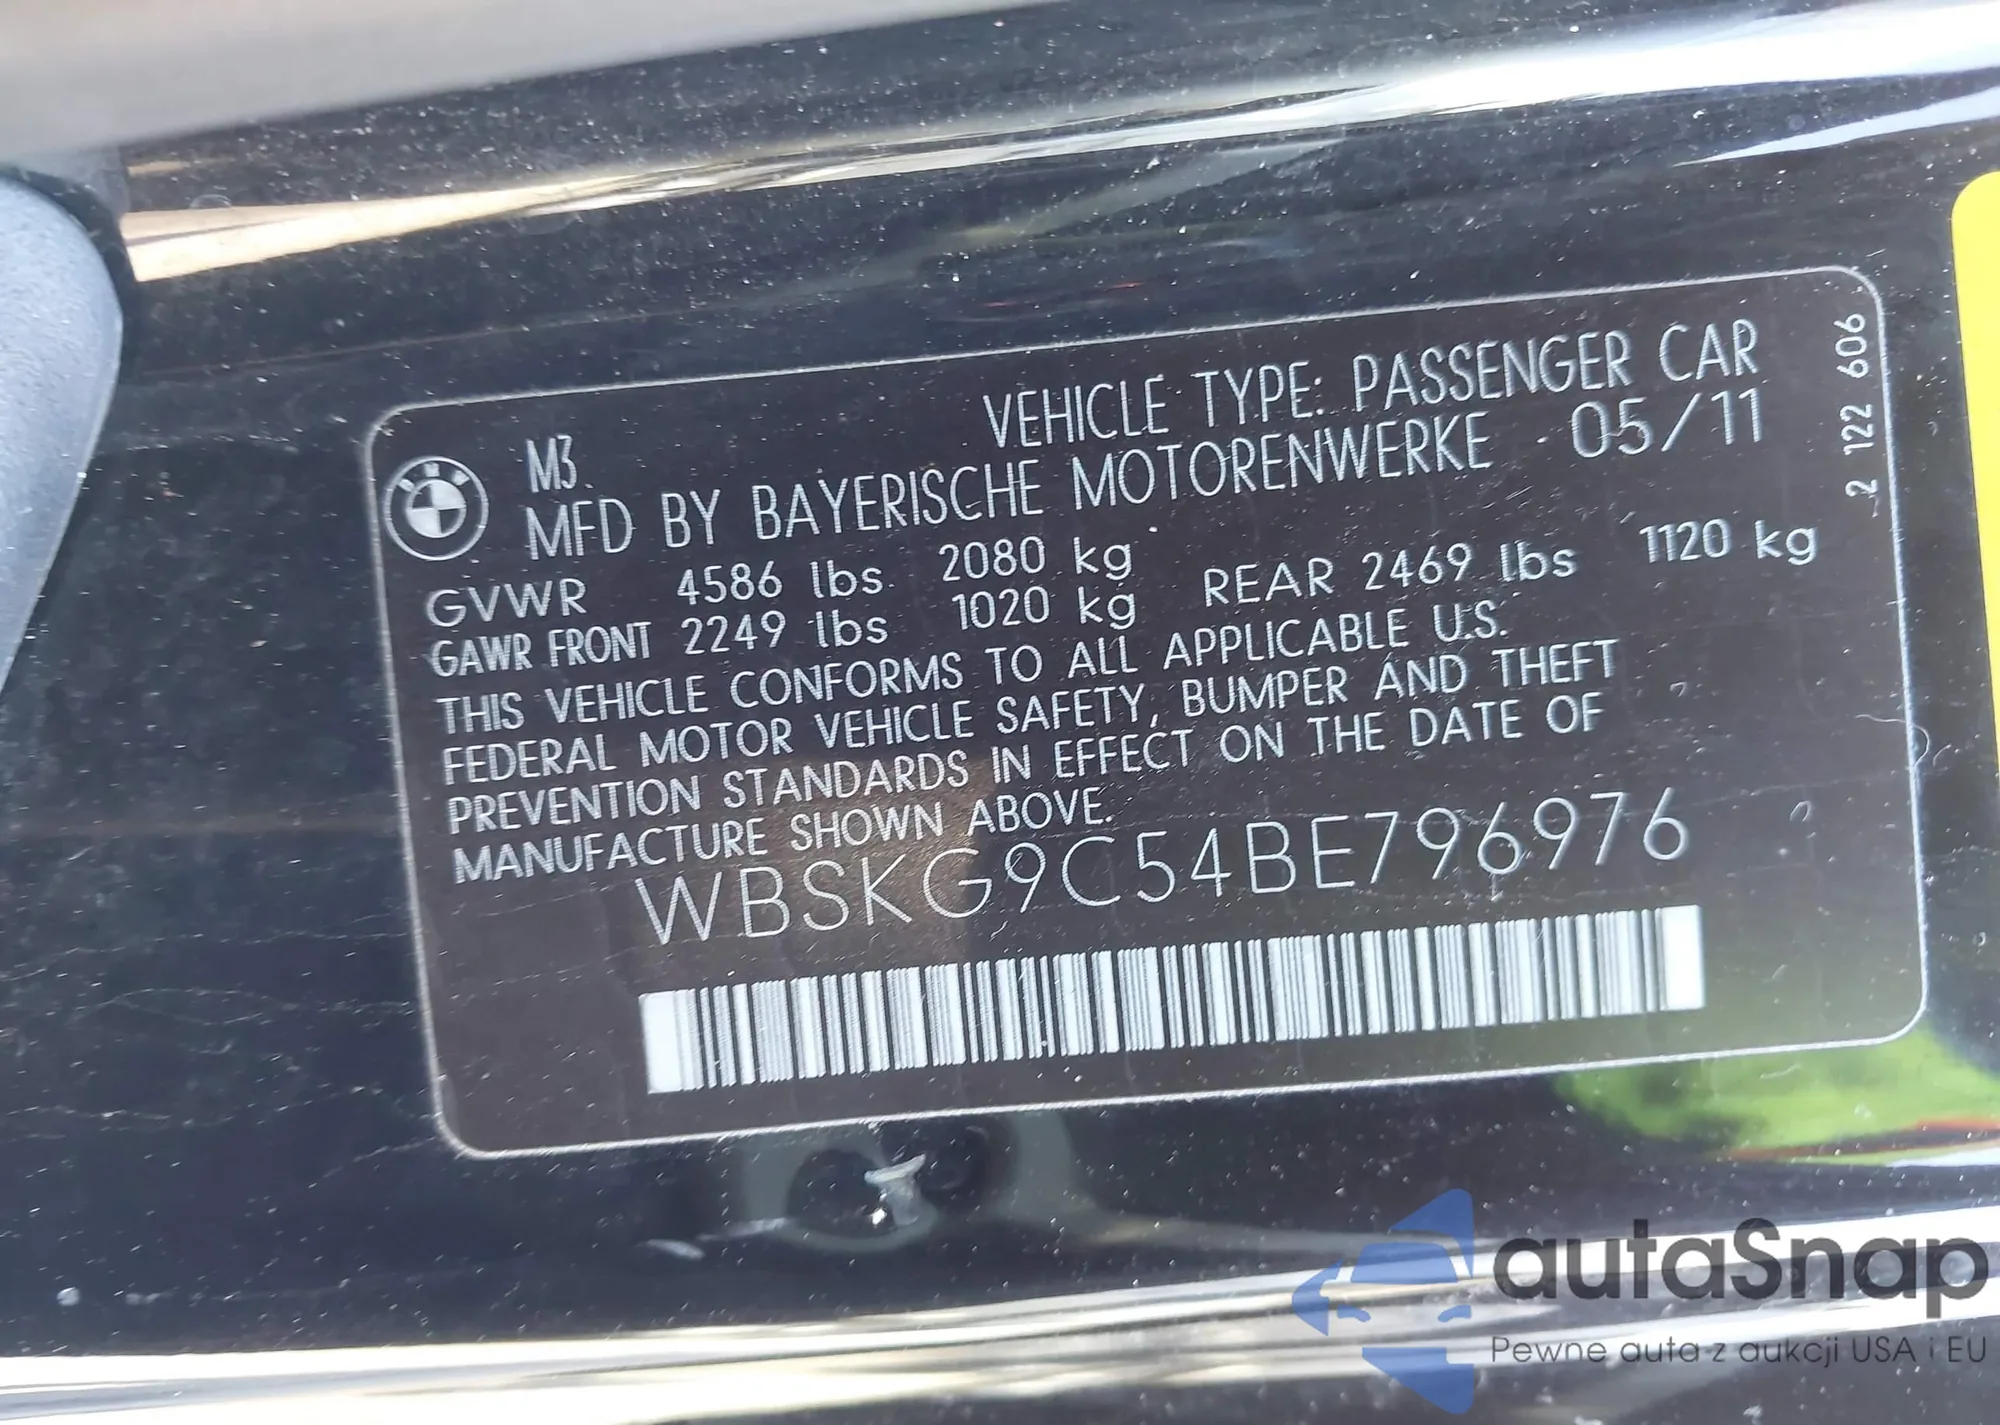 VEHICLE TYPE: PASSENGER CAR
M3
MFD BY BAYERISCHE MOTORENWERKE 05/11
GVWR 4586 lbs 2080 kg
GAWR FRONT 2249 lbs 1020 kg REAR 2469 lbs 1120 kg
THIS VEHICLE CONFORMS TO ALL APPLICABLE U.S.
FEDERAL MOTOR VEHICLE SAFETY, BUMPER AND THEFT
PREVENTION STANDARDS IN EFFECT ON THE DATE OF
MANUFACTURE SHOWN ABOVE.
WBSKG9C54BE796976
2 122 606
autaSnap
Pewne auta z aukcji USA i EU